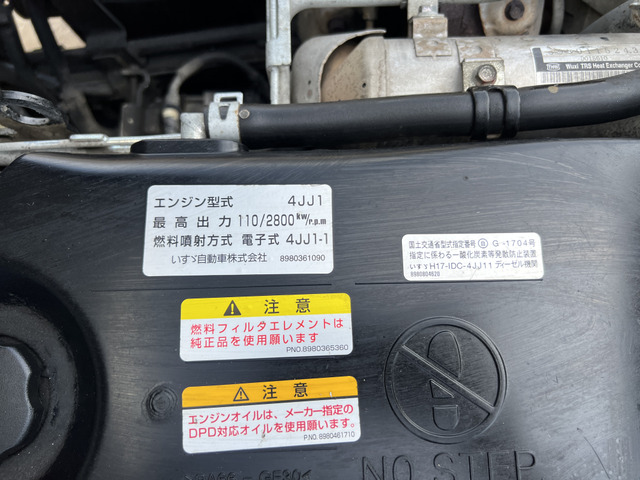 Wuxi TRS Heat Exchanger Co
エンジン型式 4JJ1
最高出力 110/2800 kW/r.p.m
燃料噴射方式 電子式 4JJ1-1
いすゞ自動車株式会社 8980361090
国土交通省型式指定番号 G-1704号
指定に係わる一酸化炭素等発散防止装置
いすゞ H17-IDC-4JJ11 ディーゼル機関
8980804620
注意
燃料フィルタエレメントは
純正品を使用願います
PNO.8980365360
注意
エンジンオイルは、メーカー指定の
DPD対応オイルを使用願います。
PNO.8980461710
NO STEP